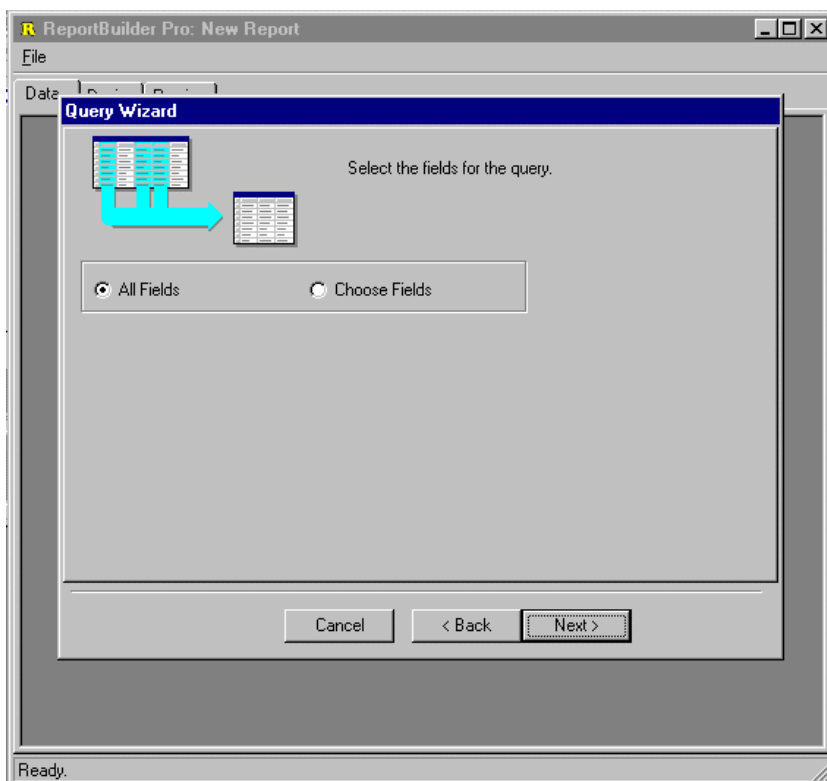 ReportBuilder Pro: New Report
File
Data
Query Wizard
Select the fields for the query.
All Fields Choose Fields
Cancel < Back Next >
Ready.